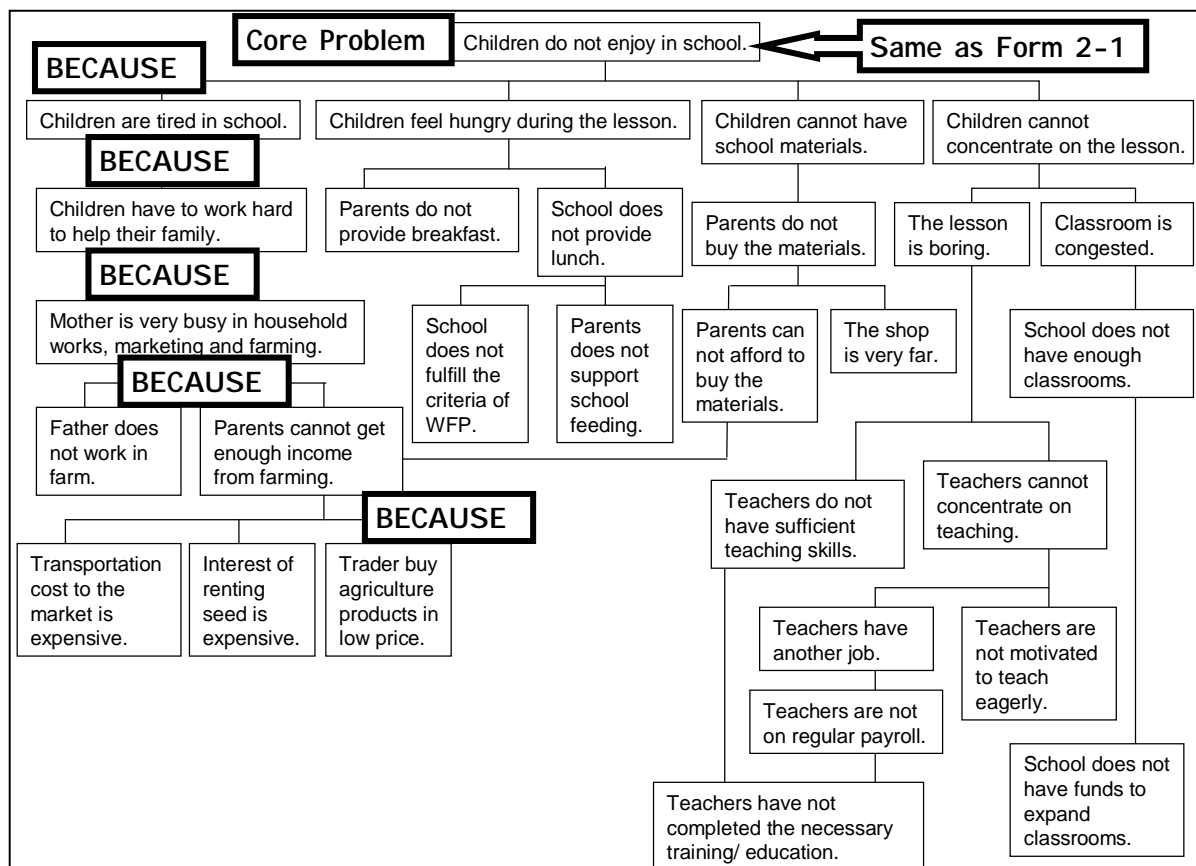 Core Problem
Children do not enjoy in school.
Same as Form 2-1
BECAUSE
Children are tired in school.
Children feel hungry during the lesson.
Children cannot have
school materials.
Children cannot
concentrate on the lesson.
BECAUSE
Children have to work hard
to help their family.
Parents do not
provide breakfast.
School does
not provide
lunch.
Parents do not
buy the materials.
The lesson
is boring.
Classroom is
congested.
BECAUSE
Mother is very busy in household
works, marketing and farming.
School
does not
fulfill the
criteria of
WFP.
Parents
does not
support
school
feeding.
Parents can
not afford to
buy the
materials.
The shop
is very far.
School does not
have enough
classrooms.
BECAUSE
Father does
not work in
farm.
Parents cannot get
enough income
from farming.
Teachers do not
have sufficient
teaching skills.
Teachers cannot
concentrate on
teaching.
BECAUSE
Transportation
cost to the
market is
expensive.
Interest of
renting
seed is
expensive.
Trader buy
agriculture
products in
low price.
Teachers have
another job.
Teachers are
not motivated
to teach
eagerly.
Teachers are not
on regular payroll.
School does not
have funds to
expand
classrooms.
Teachers have not
completed the necessary
training/ education.